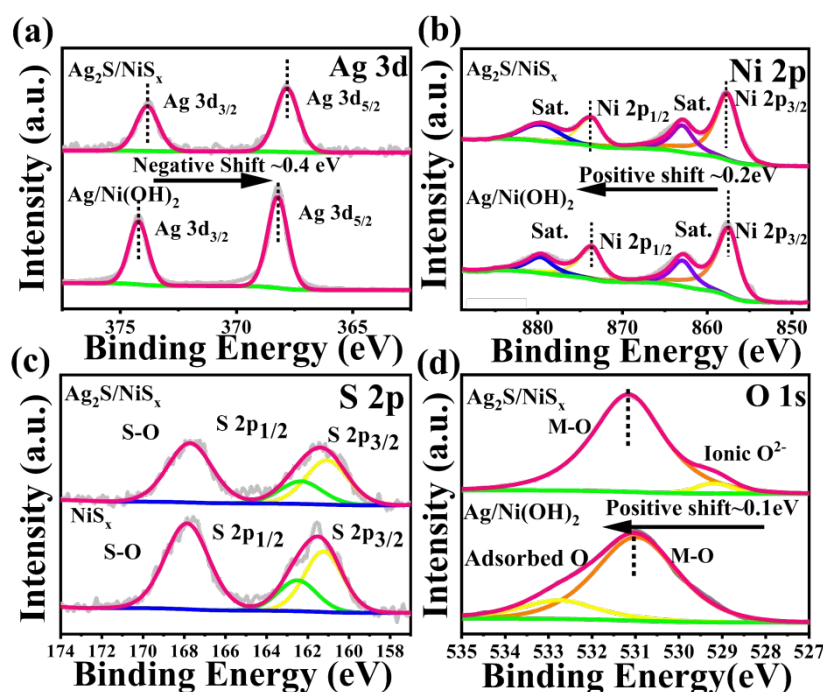 (a)
Ag 3d
Ag₂S/NiSₓ
Ag 3d₃/₂
Ag 3d₅/₂
Negative Shift ~0.4 eV
Ag/Ni(OH)₂
Ag 3d₃/₂
Ag 3d₅/₂
Intensity (a.u.)
375 370 365
Binding Energy (eV)
(b)
Ni 2p
Ag₂S/NiSₓ
Sat.
Ni 2p₁/₂
Sat.
Ni 2p₃/₂
Positive shift ~0.2eV
Ag/Ni(OH)₂
Sat.
Ni 2p₁/₂
Sat.
Ni 2p₃/₂
Intensity (a.u.)
880 870 860 850
Binding Energy (eV)
(c)
S 2p
Ag₂S/NiSₓ
S-O
S 2p₁/₂
S 2p₃/₂
NiSₓ
S-O
S 2p₁/₂
S 2p₃/₂
Intensity (a.u.)
174 172 170 168 166 164 162 160 158
Binding Energy (eV)
(d)
O 1s
Ag₂S/NiSₓ
M-O
Ionic O²⁻
Positive shift~0.1eV
Ag/Ni(OH)₂
Adsorbed O
M-O
Intensity (a.u.)
535 534 533 532 531 530 529 528 527
Binding Energy(eV)